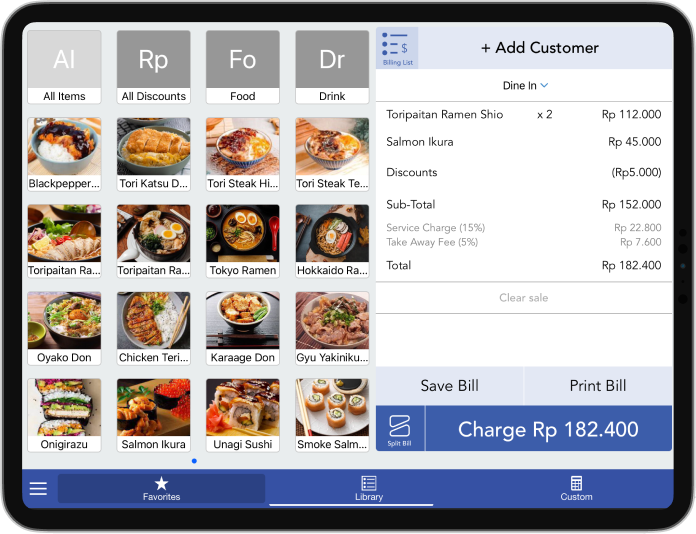 Al
Rp
Fo
Dr
All Items
All Discounts
Food
Drink
Blackpepper...
Tori Katsu D...
Tori Steak Hi...
Tori Steak Te...
Toripaitan Ra...
Toripaitan Ra...
Tokyo Ramen
Hokkaido Ra...
Oyako Don
Chicken Teri...
Karaage Don
Gyu Yakiniku...
Onigirazu
Salmon Ikura
Unagi Sushi
Smoke Salm...
$
Billing List
+ Add Customer
Dine In
Toripaitan Ramen Shio x 2 Rp 112.000
Salmon Ikura Rp 45.000
Discounts (Rp5.000)
Sub-Total Rp 152.000
Service Charge (15%) Rp 22.800
Take Away Fee (5%) Rp 7.600
Total Rp 182.400
Clear sale
Save Bill
Print Bill
Split Bill
Charge Rp 182.400
Favorites
Library
Custom